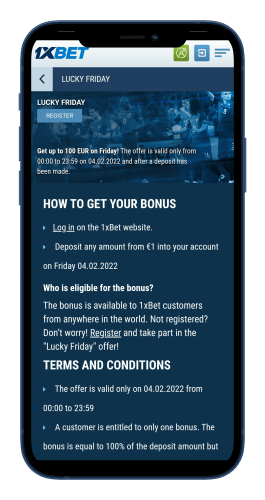 1XBET
LUCKY FRIDAY
LUCKY FRIDAY
REGISTER
Get up to 100 EUR on Friday! The offer is valid only from
00:00 to 23:59 on 04.02.2022 and after a deposit has
been made.
HOW TO GET YOUR BONUS
Log in on the 1xBet website.
Deposit any amount from €1 into your account
on Friday 04.02.2022
Who is eligible for the bonus?
The bonus is available to 1xBet customers
from anywhere in the world. Not registered?
Don't worry! Register and take part in the
"Lucky Friday" offer!
TERMS AND CONDITIONS
The offer is valid only on 04.02.2022 from
00:00 to 23:59
A customer is entitled to only one bonus. The
bonus is equal to 100% of the deposit amount but